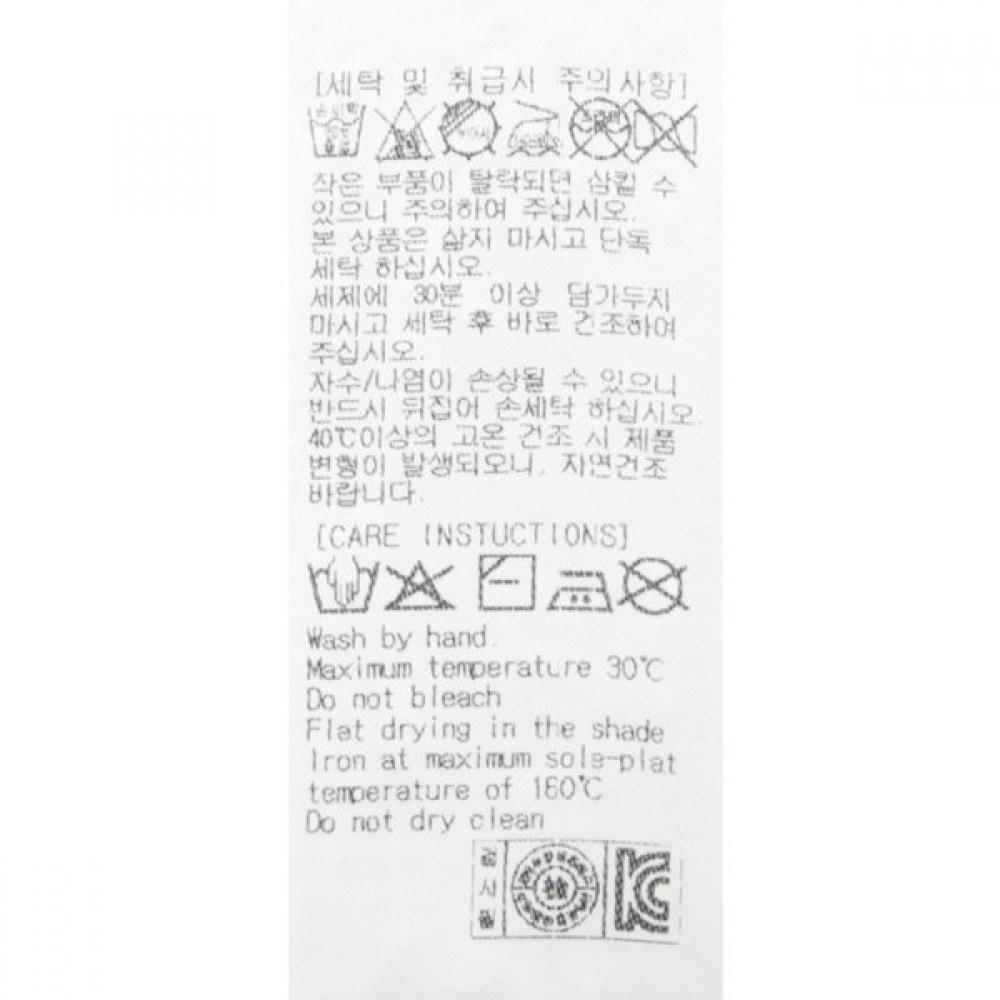 [세탁 및 취급시 주의사항]
작은 부품이 탈락되면 삼킬 수
있으니 주의하여 주십시오.
본 상품은 삶지 마시고 단독
세탁 하십시오.
세제에 30분 이상 담가두지
마시고 세탁 후 바로 건조하여
주십시오.
자수/나염이 손상될 수 있으니
반드시 뒤집어 손세탁 하십시오.
40℃이상의 고온 건조 시 제품
변형이 발생되오니, 자연건조
바랍니다.
[CARE INSTUCTIONS]
Wash by hand.
Maximum temperature 30℃
Do not bleach
Flat drying in the shade
Iron at maximum sole-plat
temperature of 160℃
Do not dry clean
검사필